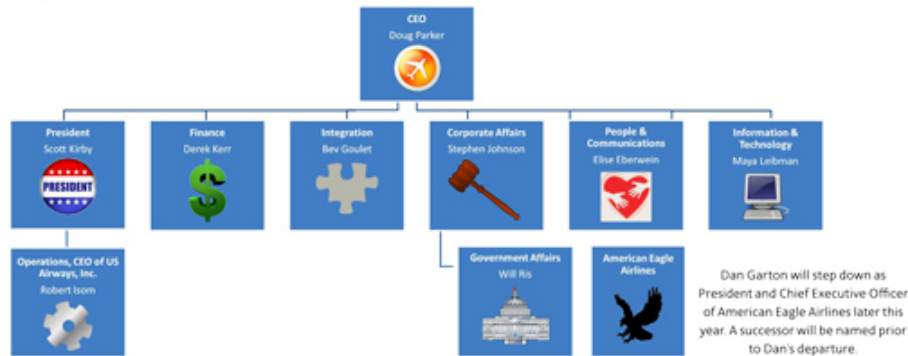 CEO
Doug Parker
President
Scott Kirby
PRESIDENT
Finance
Derek Kerr
$
Integration
Bev Goulet
Corporate Affairs
Stephen Johnson
People &
Communications
Elise Eberwein
Information &
Technology
Maya Leibman
Operations, CEO of US
Airways, Inc.
Robert Isom
Government Affairs
Will Ris
American Eagle
Airlines
Dan Garton will step down as
President and Chief Executive Officer
of American Eagle Airlines later this
year. A successor will be named prior
to Dan's departure.